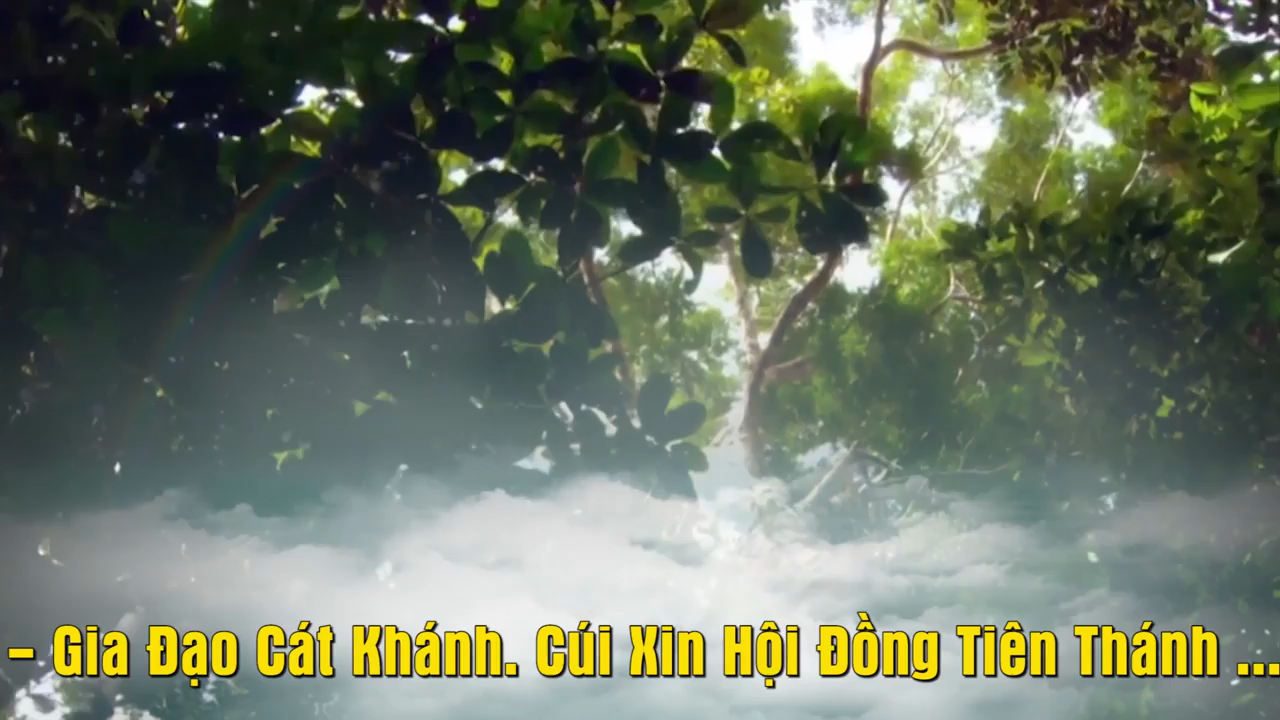 – Gia Đạo Cát Khánh. Cúi Xin Hội Đồng Tiên Thánh ...